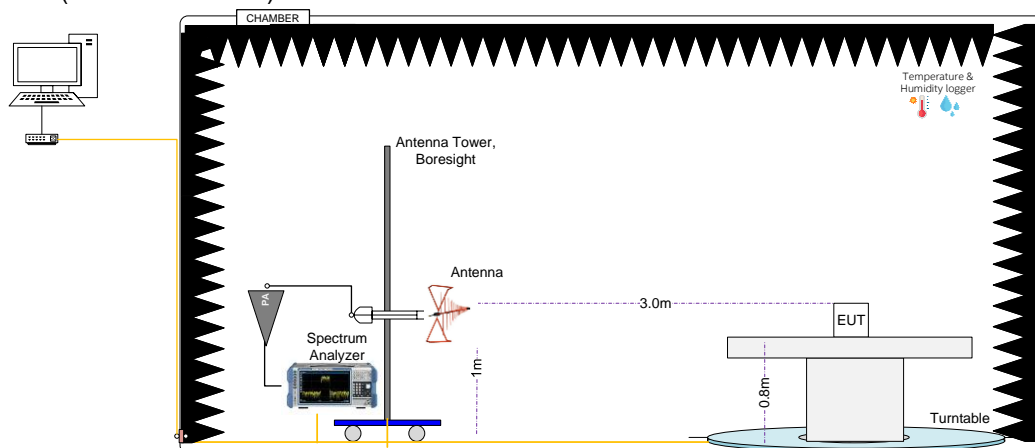 CHAMBER
Temperature &
Humidity logger
Antenna Tower,
Boresight
Antenna
PA
3.0m
EUT
Spectrum
Analyzer
1m
0.8m
Turntable